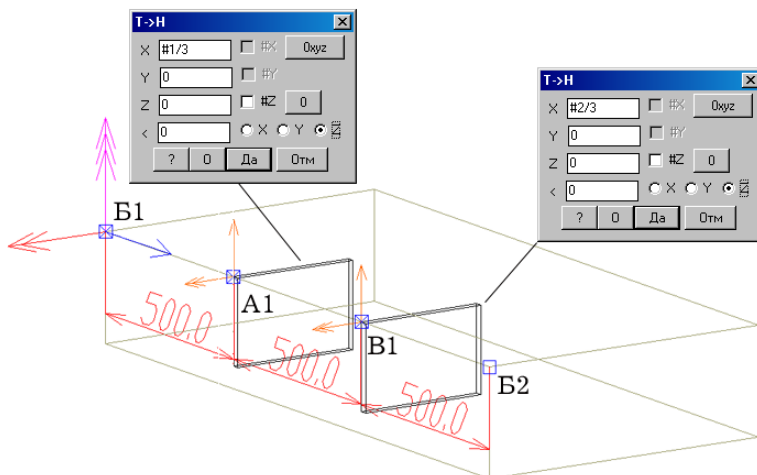 T->H
X #1/3 #X Oxyz
Y 0 #Y
Z 0 #Z 0
< 0 X Y Z
? 0 Да Отм
T->H
X #2/3 #X Oxyz
Y 0 #Y
Z 0 #Z 0
< 0 X Y Z
? 0 Да Отм
Б1
А1
В1
Б2
500.0
500.0
500.0